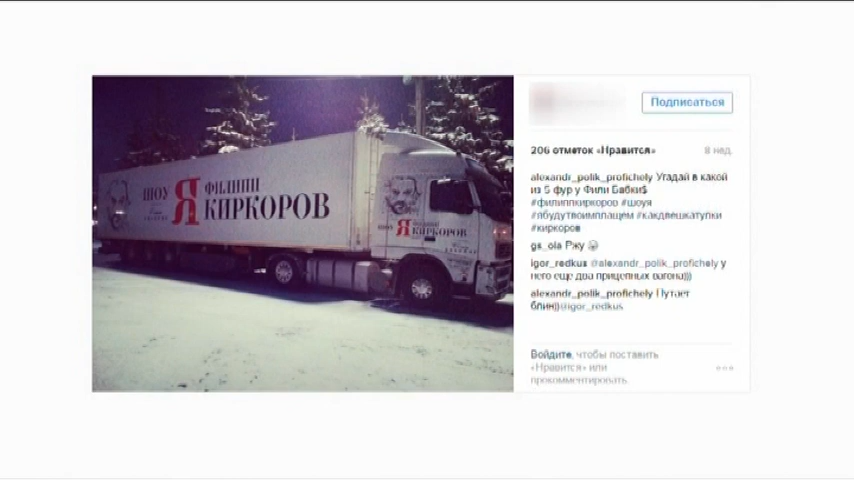 ШОУ
Я
ФИЛИПП
КИРКОРОВ
ШОУ
Я
КИРКОРОВ
Подписаться
206 отметок «Нравится»
8 нед.
alexandr_polik_profichely Угадай в какой
из 5 фур у Фили Бабки$
#филиппкиркоров #шоуя
#ябудутвоимплащем #какдвешкатулки
#киркоров
gs_ola Ржу
igor_redkus @alexandr_polik_profichely у
него еще два прицепных вагона)))
alexandr_polik_profichely Путает
блин))@igor_redkus
Войдите, чтобы поставить
«Нравится» или
прокомментировать.